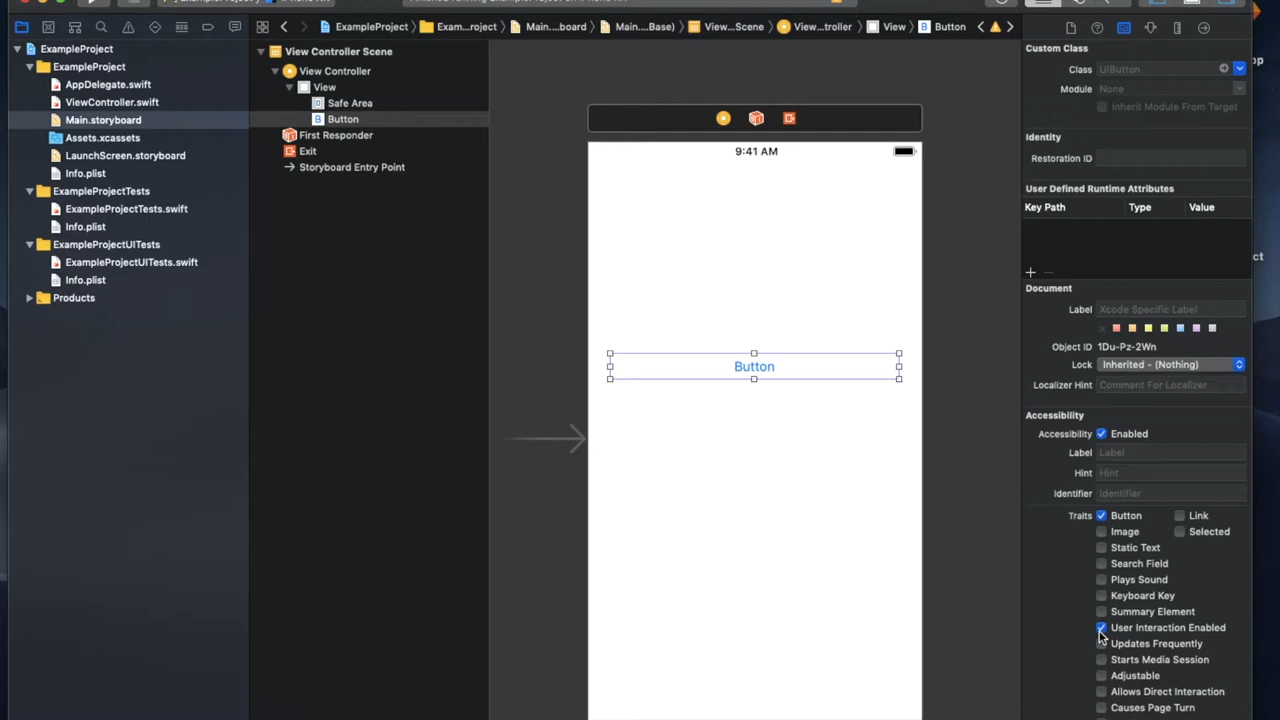 ExampleProject
Exam...roject
Main....board
Main....Base)
View...Scene
View...troller
View
Button
ExampleProject
ExampleProject
AppDelegate.swift
ViewController.swift
Main.storyboard
Assets.xcassets
LaunchScreen.storyboard
Info.plist
ExampleProjectTests
ExampleProjectTests.swift
Info.plist
ExampleProjectUITests
ExampleProjectUITests.swift
Info.plist
Products
View Controller Scene
View Controller
View
Safe Area
B Button
First Responder
Exit
Storyboard Entry Point
9:41 AM
Button
Custom Class
Class UIButton
Module None
Inherit Module From Target
Identity
Restoration ID
User Defined Runtime Attributes
Key Path Type Value
Document
Label Xcode Specific Label
Object ID 1Du-Pz-2Wn
Lock Inherited - (Nothing)
Localizer Hint Comment For Localizer
Accessibility
Accessibility Enabled
Label Label
Hint Hint
Identifier Identifier
Traits Button Link
Image Selected
Static Text
Search Field
Plays Sound
Keyboard Key
Summary Element
User Interaction Enabled
Updates Frequently
Starts Media Session
Adjustable
Allows Direct Interaction
Causes Page Turn